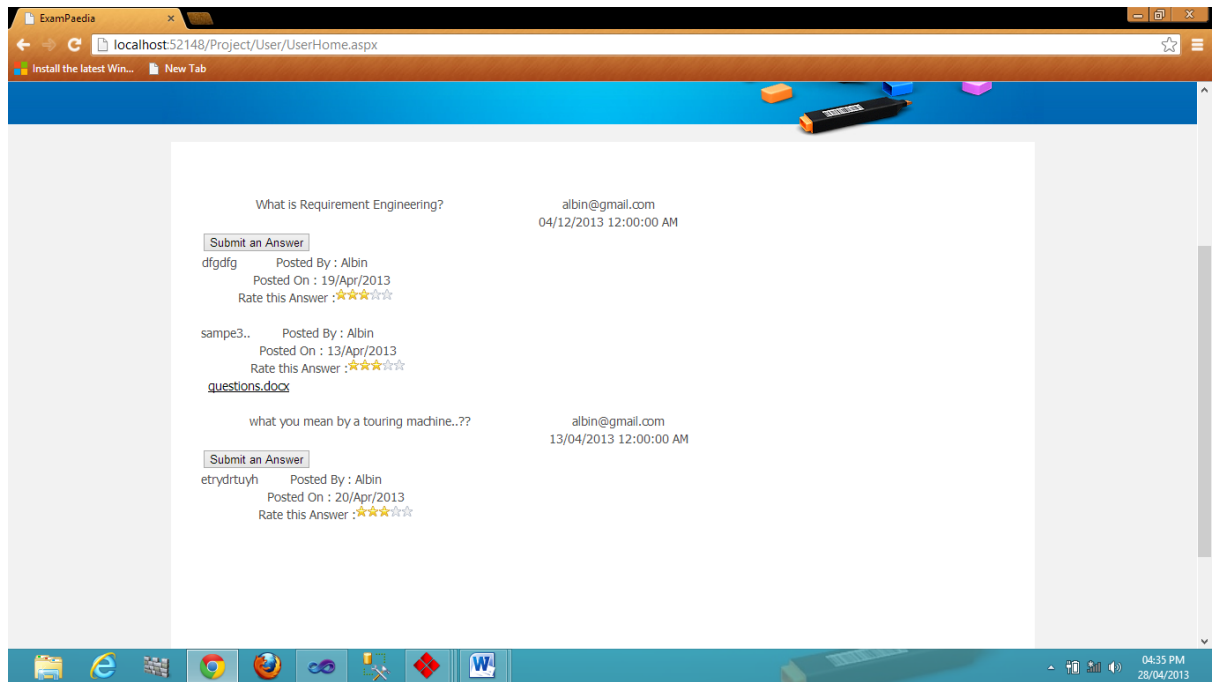 ExamPaedia
localhost:52148/Project/User/UserHome.aspx
Install the latest Win... New Tab
What is Requirement Engineering? albin@gmail.com
04/12/2013 12:00:00 AM
Submit an Answer
dfgdfg Posted By : Albin
Posted On : 19/Apr/2013
Rate this Answer :
sampe3.. Posted By : Albin
Posted On : 13/Apr/2013
Rate this Answer :
questions.docx
what you mean by a touring machine..?? albin@gmail.com
13/04/2013 12:00:00 AM
Submit an Answer
etrydrtuyh Posted By : Albin
Posted On : 20/Apr/2013
Rate this Answer :
04:35 PM
28/04/2013